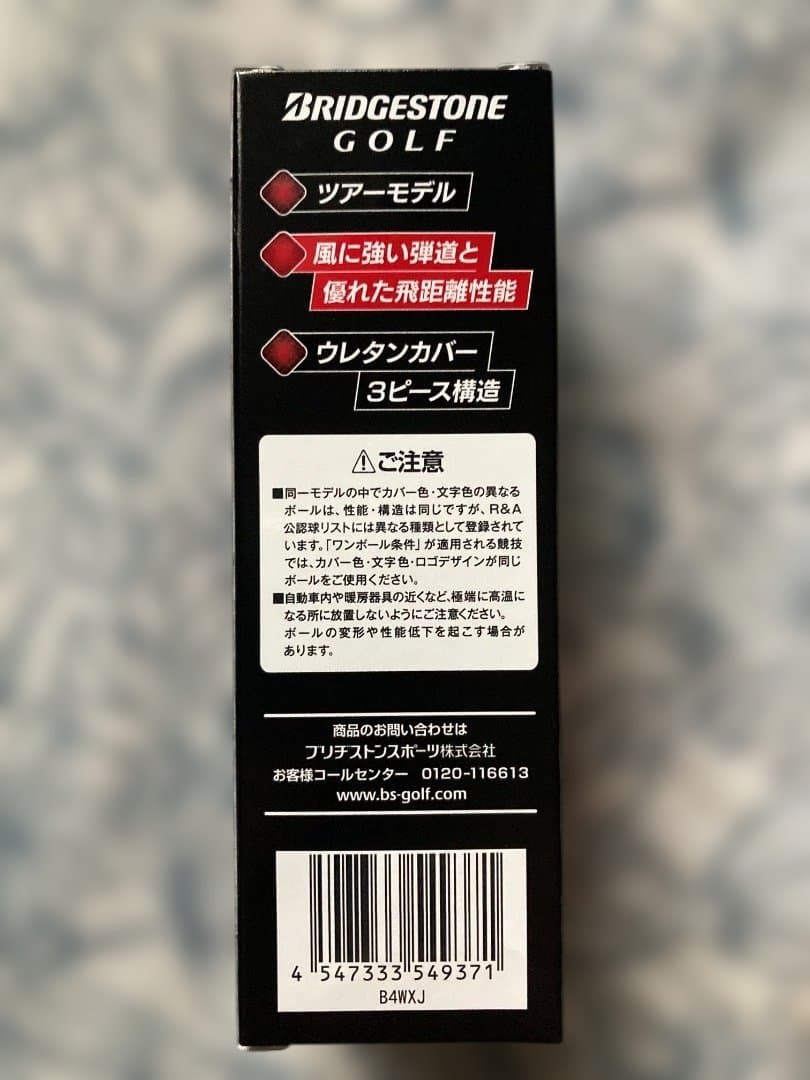 BRIDGESTONE
GOLF
ツアーモデル
風に強い弾道と
優れた飛距離性能
ウレタンカバー
3ピース構造
⚠ご注意
■同一モデルの中でカバー色・文字色の異なる
ボールは、性能・構造は同じですが、R&A
公認球リストには異なる種類として登録されて
います。「ワンボール条件」が適用される競技
では、カバー色・文字色・ロゴデザインが同じ
ボールをご使用ください。
■自動車内や暖房器具の近くなど、極端に高温に
なる所に放置しないようにご注意ください。
ボールの変形や性能低下を起こす場合が
あります。
商品のお問い合わせは
ブリヂストンスポーツ株式会社
お客様コールセンター 0120-116613
www.bs-golf.com
4 547333 549371
B4WXJ